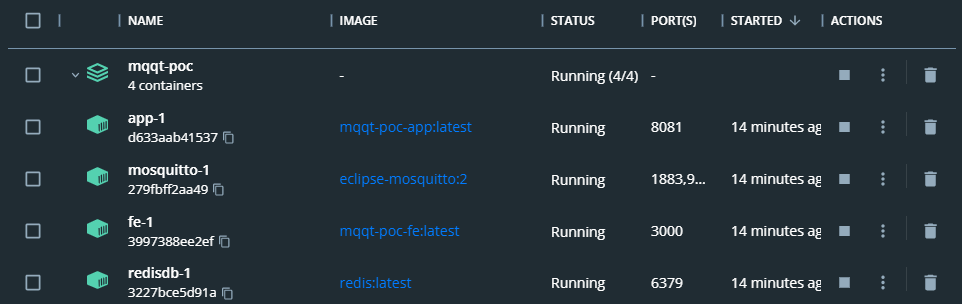 NAME IMAGE STATUS PORT(S) STARTED ACTIONS
mqqt-poc
4 containers
- Running (4/4) -
app-1
d633aab41537
mqqt-poc-app:latest Running 8081 14 minutes ag
mosquitto-1
279fbff2aa49
eclipse-mosquitto:2 Running 1883,9... 14 minutes ag
fe-1
3997388ee2ef
mqqt-poc-fe:latest Running 3000 14 minutes ag
redisdb-1
3227bce5d91a
redis:latest Running 6379 14 minutes ag